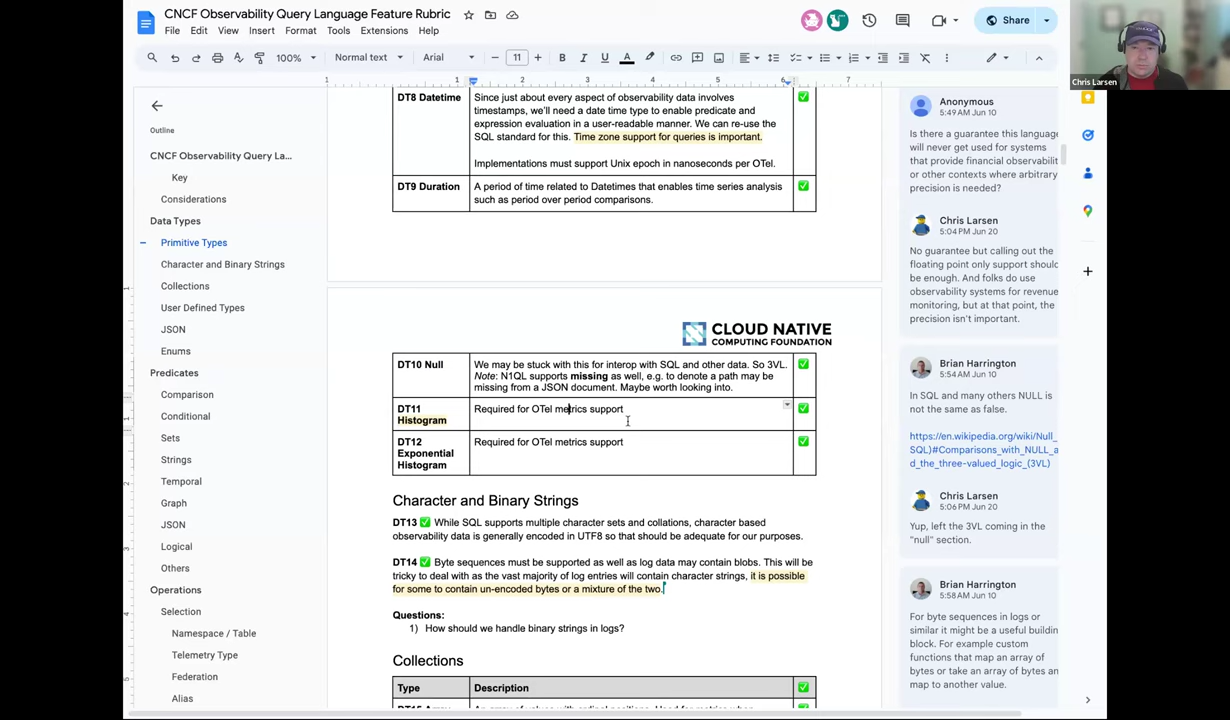 CNCF Observability Query Language Feature Rubric
File Edit View Insert Format Tools Extensions Help
Share
Chris Larsen
100% Normal text Arial 11
1 1 2 3 4 5 6 7
Outline
CNCF Observability Query La...
Key
Considerations
Data Types
Primitive Types
Character and Binary Strings
Collections
User Defined Types
JSON
Enums
Predicates
Comparison
Conditional
Sets
Strings
Temporal
Graph
JSON
Logical
Others
Operations
Selection
Namespace / Table
Telemetry Type
Federation
Alias
DT8 Datetime
Since just about every aspect of observability data involves
timestamps, we'll need a date time type to enable predicate and
expression evaluation in a user-readable manner. We can re-use the
SQL standard for this. Time zone support for queries is important.
Implementations must support Unix epoch in nanoseconds per OTel.
DT9 Duration
A period of time related to Datetimes that enables time series analysis
such as period over period comparisons.
CLOUD NATIVE
COMPUTING FOUNDATION
DT10 Null
We may be stuck with this for interop with SQL and other data. So 3VL.
Note: N1QL supports missing as well, e.g. to denote a path may be
missing from a JSON document. Maybe worth looking into.
DT11
Histogram
Required for OTel metrics support
DT12
Exponential
Histogram
Required for OTel metrics support
Character and Binary Strings
DT13 ✅ While SQL supports multiple character sets and collations, character based
observability data is generally encoded in UTF8 so that should be adequate for our purposes.
DT14 ✅ Byte sequences must be supported as well as log data may contain blobs. This will be
tricky to deal with as the vast majority of log entries will contain character strings, it is possible
for some to contain un-encoded bytes or a mixture of the two.
Questions:
1) How should we handle binary strings in logs?
Collections
Type Description ✅
Anonymous
5:49 AM Jun 10
Is there a guarantee this language
will never get used for systems
that provide financial observabilit
or other contexts where arbitrary
precision is needed?
Chris Larsen
5:04 PM Jun 20
No guarantee but calling out the
floating point only support should
be enough. And folks do use
observability systems for revenue
monitoring, but at that point, the
precision isn't important.
Brian Harrington
5:54 AM Jun 10
In SQL and many others NULL is
not the same as false.
https://en.wikipedia.org/wiki/Null_
SQL)#Comparisons_with_NULL_a
d_the_three-valued_logic_(3VL)
Chris Larsen
5:06 PM Jun 20
Yup, left the 3VL coming in the
"null" section.
Brian Harrington
5:58 AM Jun 10
For byte sequences in logs or
similar it might be a useful buildin
block. For example custom
functions that map an array of
bytes or take an array of bytes an
map to another value.